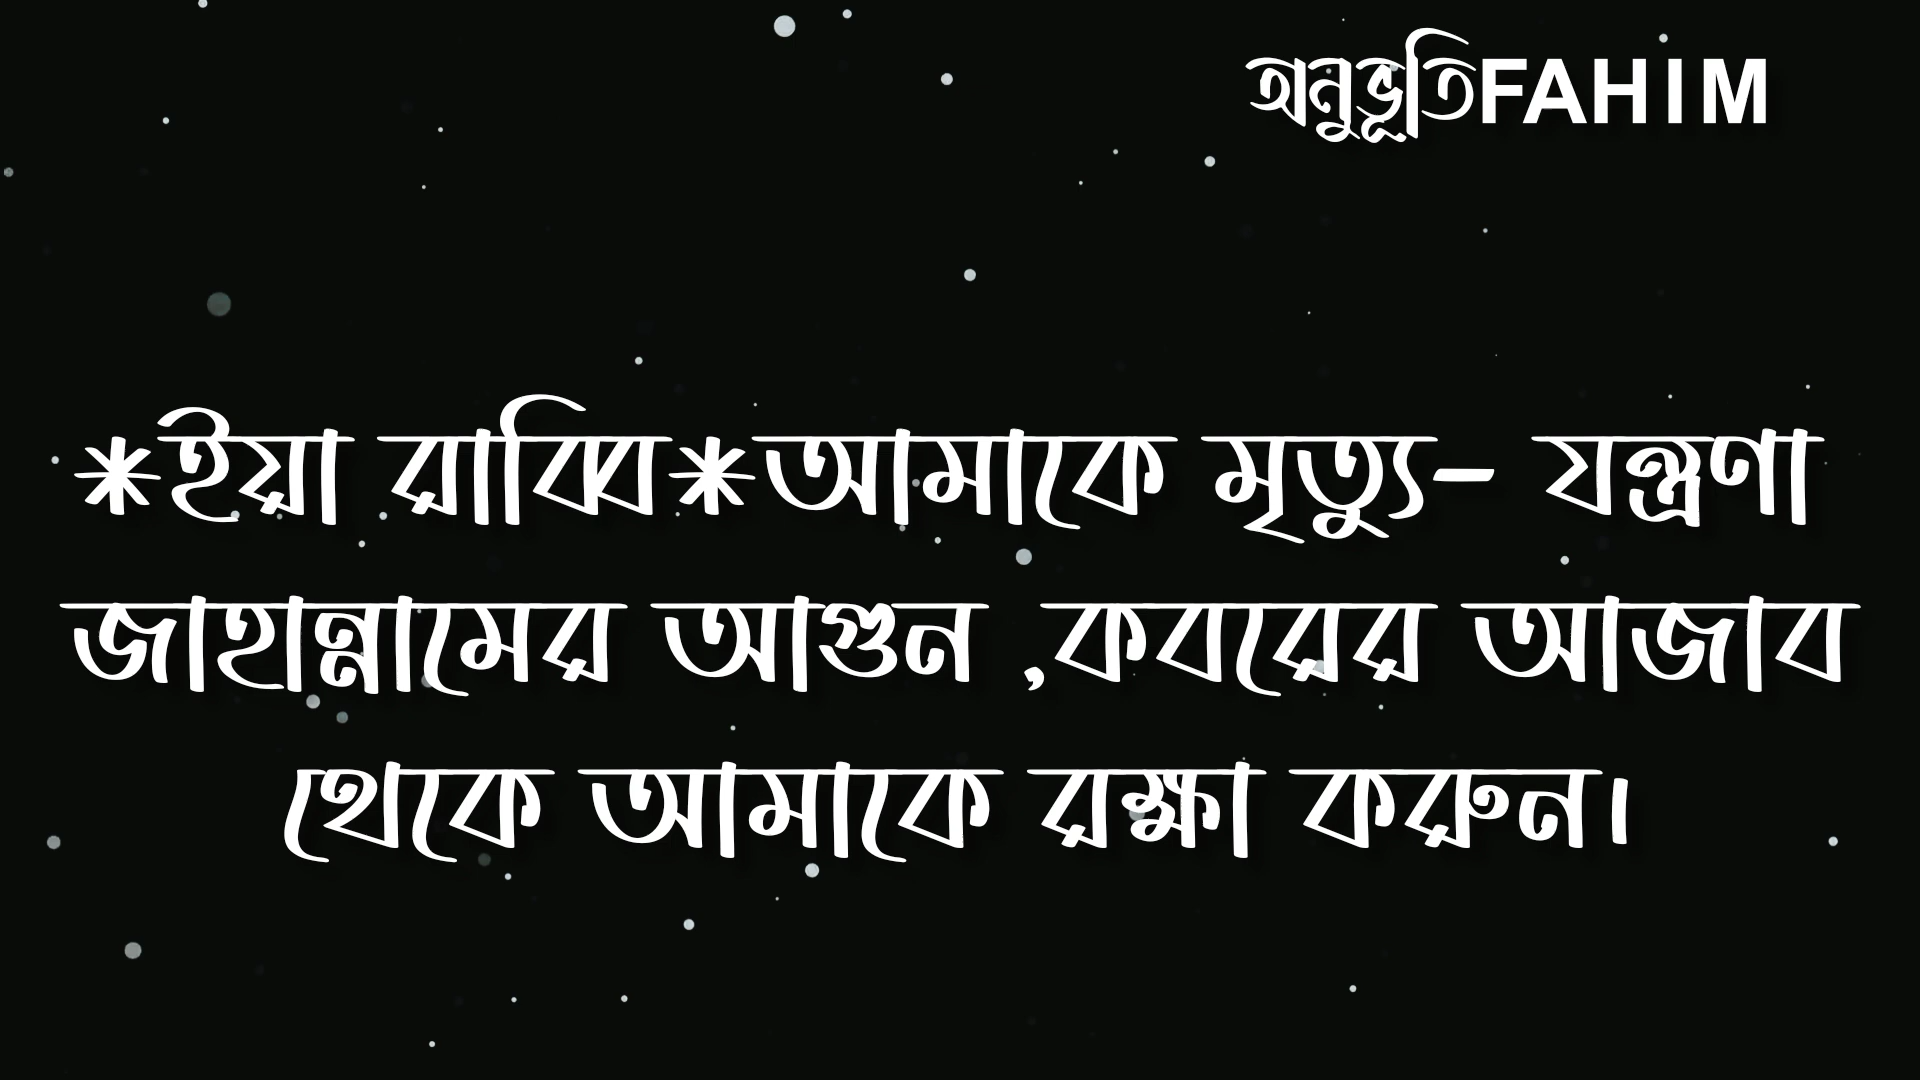 অনুভূতিFAHIM
*ইয়া রাব্বি*আমাকে মৃত্যু- যন্ত্রণা
জাহান্নামের আগুন ,কবরের আজাব
থেকে আমাকে রক্ষা করুন।